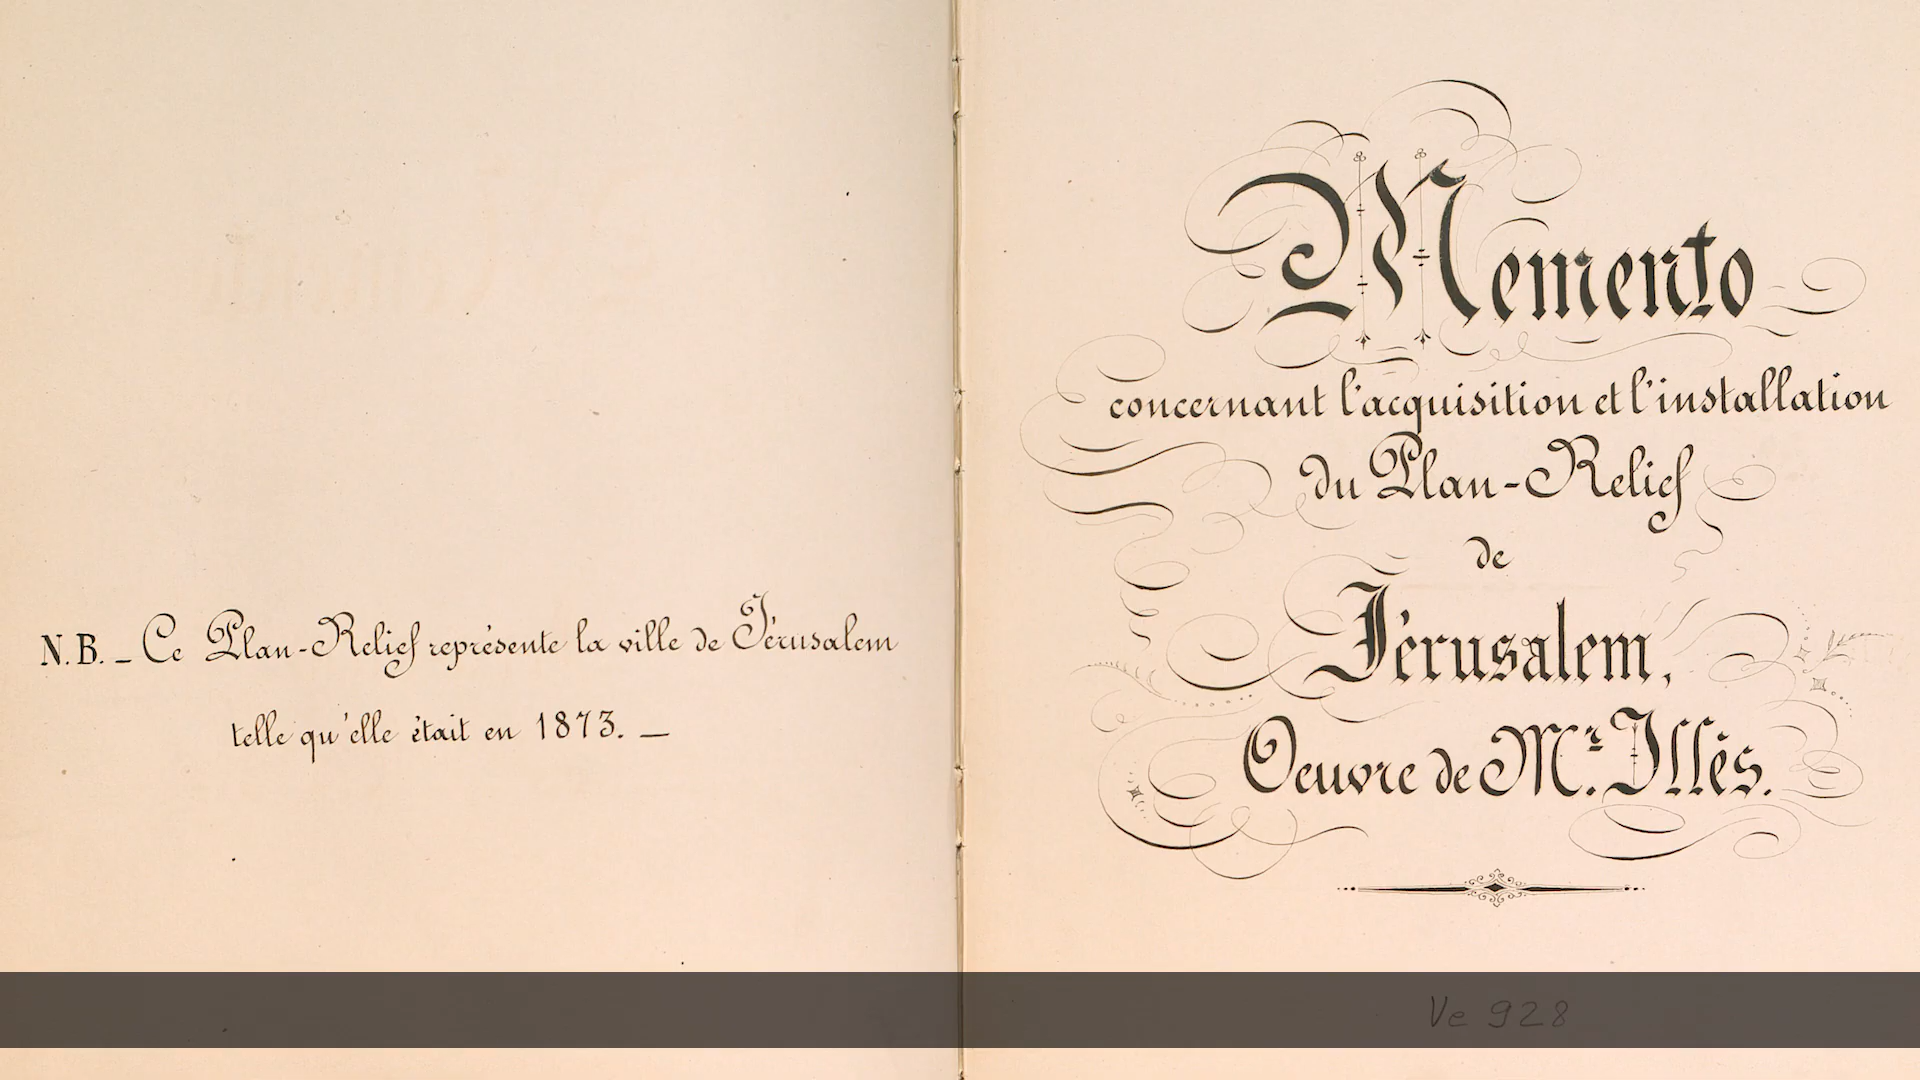 N.B. _ Ce Plan-Relief représente la ville de Jérusalem
telle qu'elle était en 1873. _
Memento
concernant l'acquisition et l'installation
du Plan-Relief
de
Jérusalem,
Oeuvre de Mr. Illés.
Ve 928